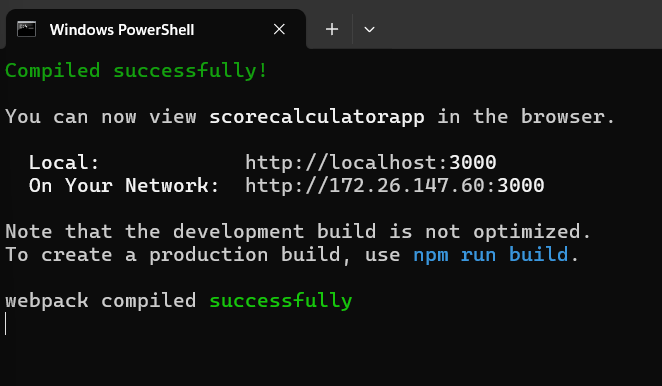 Windows PowerShell
Compiled successfully!
You can now view scorecalculatorapp in the browser.
Local: http://localhost:3000
On Your Network: http://172.26.147.60:3000
Note that the development build is not optimized.
To create a production build, use npm run build.
webpack compiled successfully